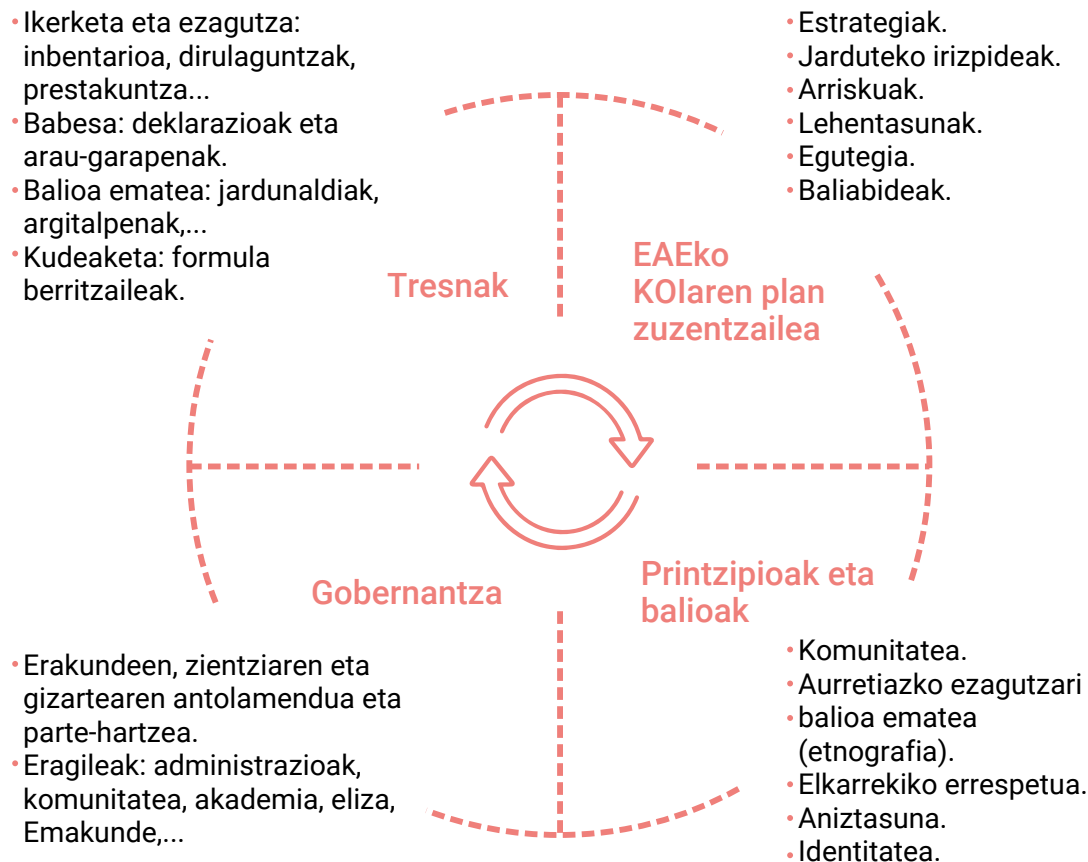 • Ikerketa eta ezagutza:
inbentarioa, dirulaguntzak,
prestakuntza...
• Babesa: deklarazioak eta
arau-garapenak.
• Balioa ematea: jardunaldiak,
argitalpenak,...
• Kudeaketa: formula
berritzaileak.
Tresnak
• Estrategiak.
• Jarduteko irizpideak.
• Arriskuak.
• Lehentasunak.
• Egutegia.
• Baliabideak.
EAEko
KOIaren plan
zuzentzailea
Gobernantza
• Erakundeen, zientziaren eta
gizartearen antolamendua eta
parte-hartzea.
• Eragileak: administrazioak,
komunitatea, akademia, eliza,
Emakunde,...
Printzipioak eta
balioak
• Komunitatea.
• Aurretiazko ezagutzari
• balioa ematea
(etnografia).
• Elkarrekiko errespetua.
• Aniztasuna.
• Identitatea.